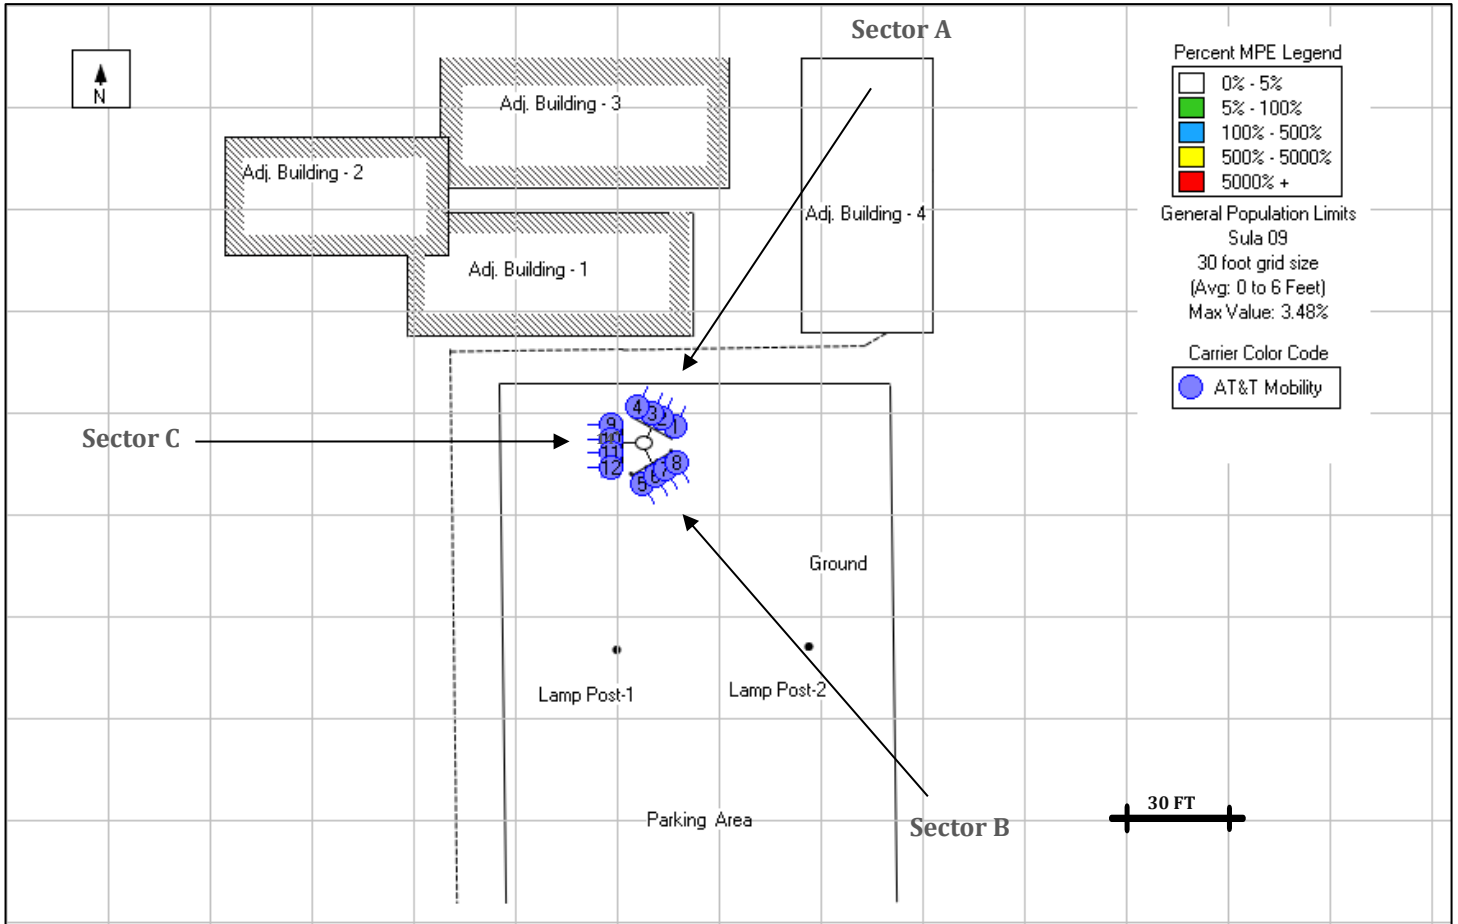 Sector A
N
Adj. Building - 3
Adj. Building - 2
Adj. Building - 4
Adj. Building - 1
Percent MPE Legend
0% - 5%
5% - 100%
100% - 500%
500% - 5000%
5000% +
General Population Limits
Sula 09
30 foot grid size
(Avg: 0 to 6 Feet)
Max Value: 3.48%
Carrier Color Code
AT&T Mobility
Sector C
4
3
2
1
9
10
11
12
8
7
6
5
Ground
Lamp Post-1
Lamp Post-2
Parking Area
Sector B
30 FT